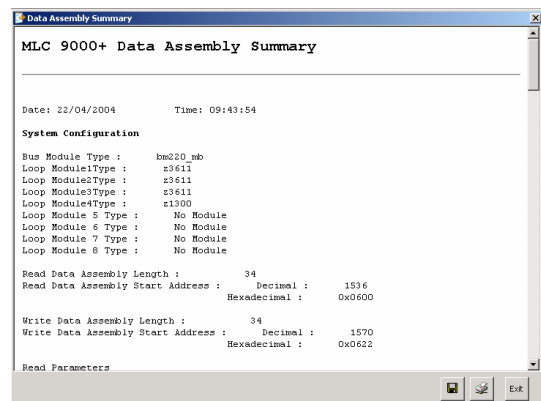 Data Assembly Summary
MLC 9000+ Data Assembly Summary
Date: 22/04/2004 Time: 09:43:54
System Configuration
Bus Module Type : bm220_mb
Loop Module1Type : z3611
Loop Module2Type : z3611
Loop Module3Type : z3611
Loop Module4Type : z1300
Loop Module 5 Type : No Module
Loop Module 6 Type : No Module
Loop Module 7 Type : No Module
Loop Module 8 Type : No Module
Read Data Assembly Length : 34
Read Data Assembly Start Address : Decimal : 1536
Hexadecimal : 0x0600
Write Data Assembly Length : 34
Write Data Assembly Start Address : Decimal : 1570
Hexadecimal : 0x0622
Read Parameters
Exit